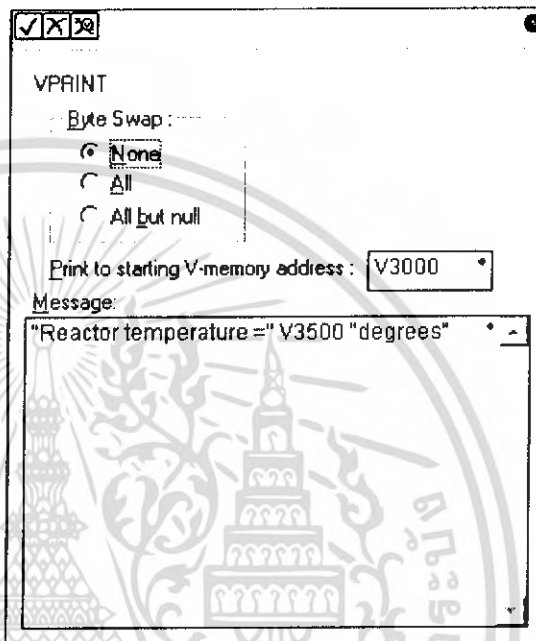 VPRINT
Byte Swap :
None
All
All but null
Print to starting V-memory address : V3000
Message:
"Reactor temperature =" V3500 "degrees"